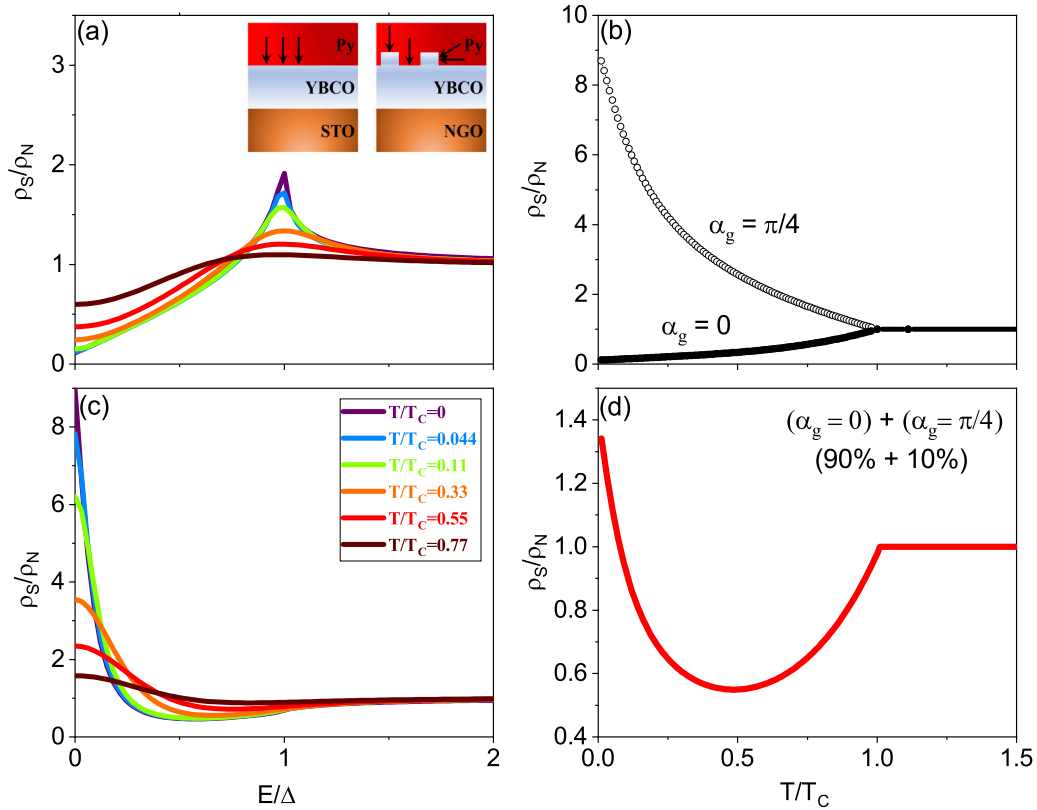 (a)
Py
YBCO
STO
Py
YBCO
NGO
3
2
1
0
ρS/ρN
0
1
2
E/Δ
(b)
10
8
6
4
2
0
ρS/ρN
αg = π/4
αg = 0
(c)
8
6
4
2
0
ρS/ρN
T/TC=0
T/TC=0.044
T/TC=0.11
T/TC=0.33
T/TC=0.55
T/TC=0.77
0
1
2
E/Δ
(d)
(αg = 0) + (αg= π/4)
(90% + 10%)
1.4
1.2
1.0
0.8
0.6
0.4
ρS/ρN
0.0
0.5
1.0
1.5
T/TC